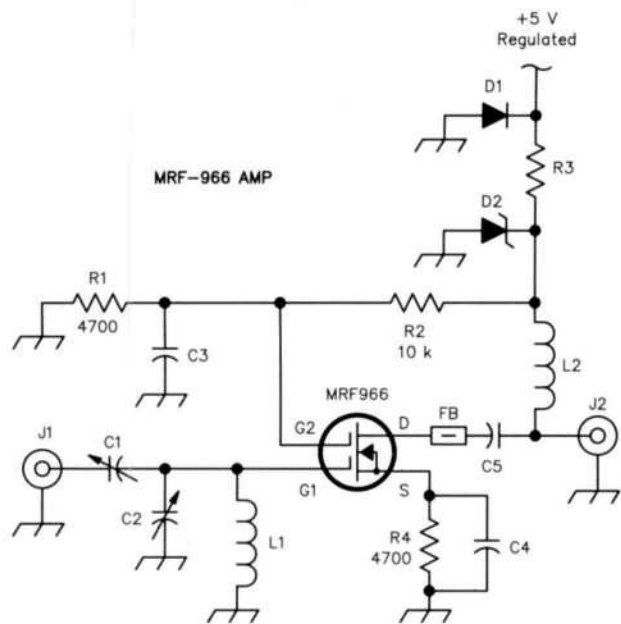 +5 V
Regulated
D1
MRF-966 AMP
R3
D2
R1
4700
R2
10 k
C3
L2
MRF966
J1
C1
G2
D
FB
J2
C5
G1
S
C2
L1
R4
4700
C4